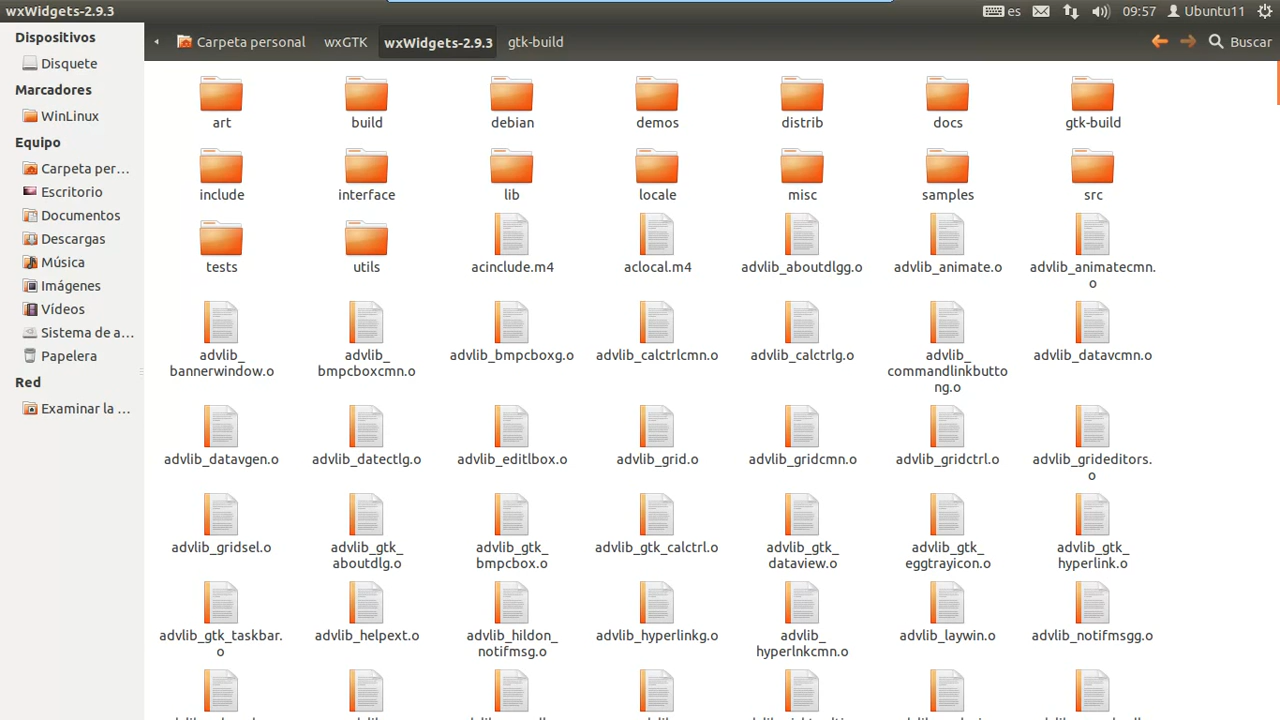 wxWidgets-2.9.3
es
09:57
Ubuntu11
Dispositivos
Disquete
Marcadores
WinLinux
Equipo
Carpeta per...
Escritorio
Documentos
Descargas
Música
Imágenes
Vídeos
Sistema de a...
Papelera
Red
Examinar la ...
Carpeta personal
wxGTK
wxWidgets-2.9.3
gtk-build
Buscar
art
build
debian
demos
distrib
docs
gtk-build
include
interface
lib
locale
misc
samples
src
tests
utils
acinclude.m4
aclocal.m4
advlib_aboutdlgg.o
advlib_animate.o
advlib_animatecmn.
o
advlib_
bannerwindow.o
advlib_
bmpcboxcmn.o
advlib_bmpcboxg.o
advlib_calctrlcmn.o
advlib_calctrlg.o
advlib_
commandlinkbutto
ng.o
advlib_datavcmn.o
advlib_datavgen.o
advlib_datectlg.o
advlib_editlbox.o
advlib_grid.o
advlib_gridcmn.o
advlib_gridctrl.o
advlib_grideditors.
o
advlib_gridsel.o
advlib_gtk_
aboutdlg.o
advlib_gtk_
bmpcbox.o
advlib_gtk_calctrl.o
advlib_gtk_
dataview.o
advlib_gtk_
eggtrayicon.o
advlib_gtk_
hyperlink.o
advlib_gtk_taskbar.
o
advlib_helpext.o
advlib_hildon_
notifmsg.o
advlib_hyperlinkg.o
advlib_
hyperlnkcmn.o
advlib_laywin.o
advlib_notifmsgg.o